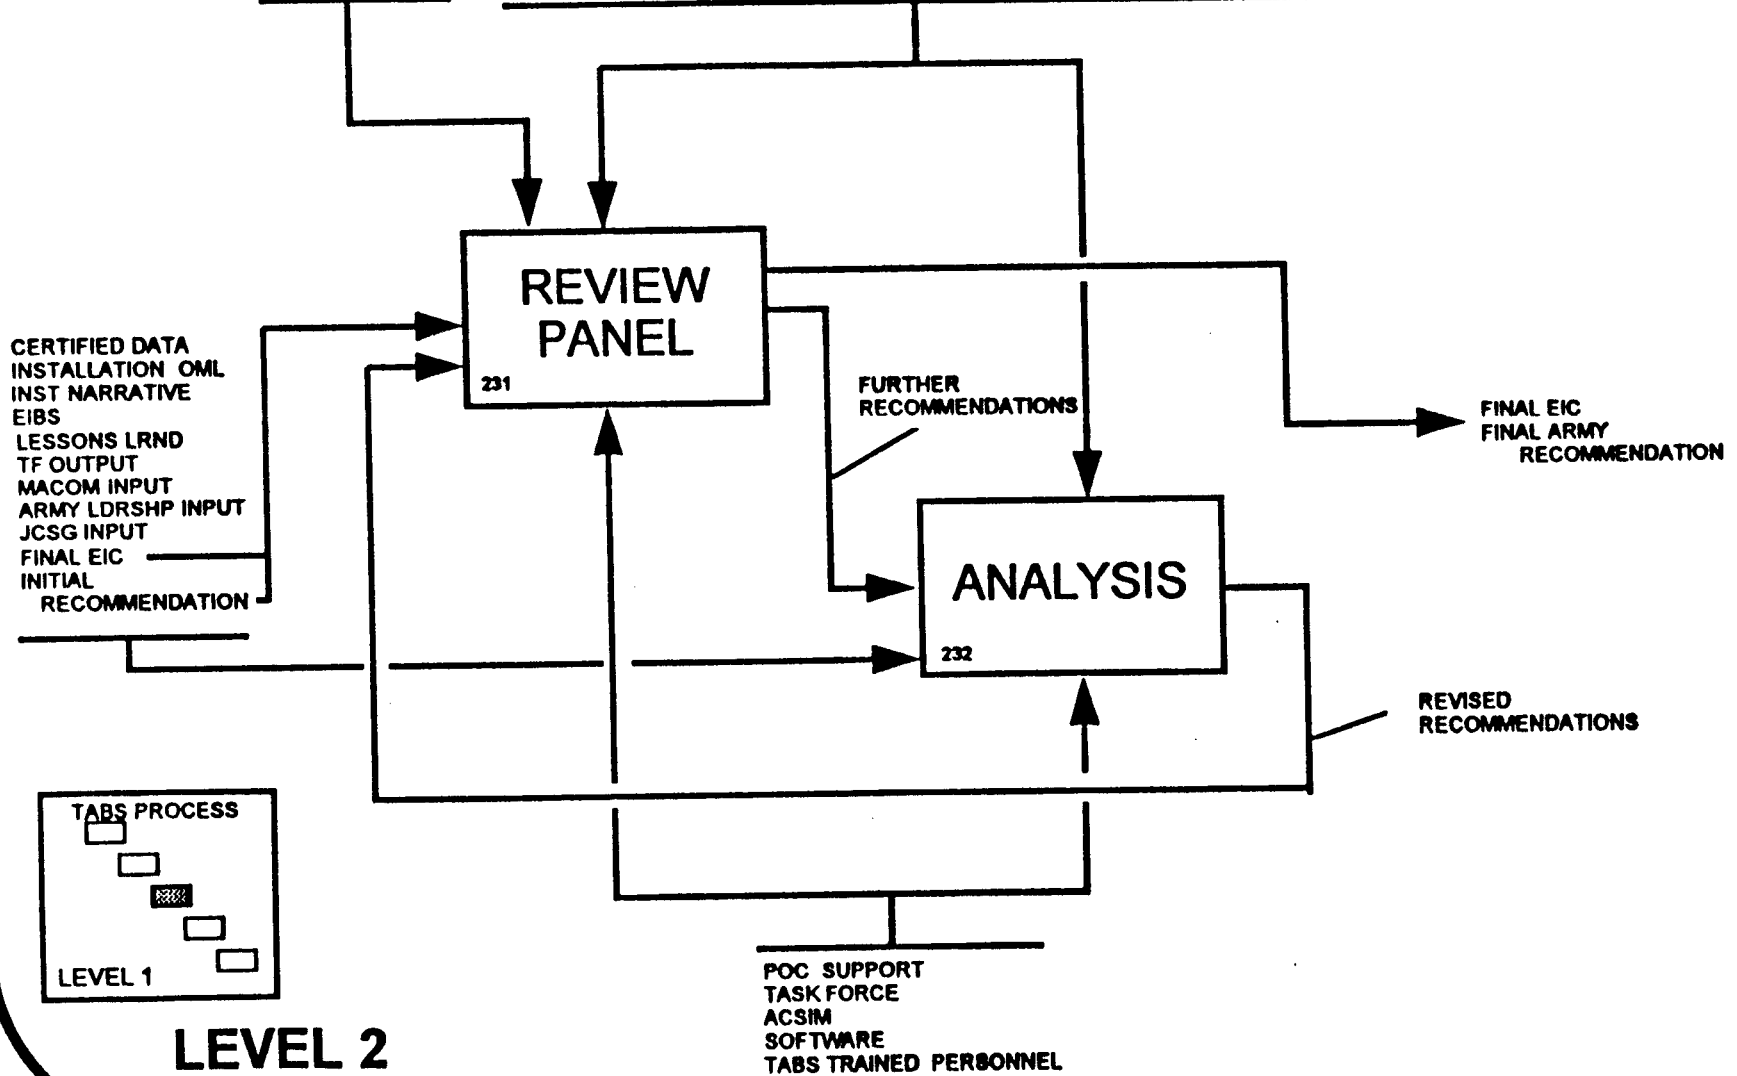 REVIEW
PANEL
231
CERTIFIED DATA
INSTALLATION OML
INST NARRATIVE
EIBS
LESSONS LRND
TF OUTPUT
MACOM INPUT
ARMY LDRSHP INPUT
JCSG INPUT
FINAL EIC
INITIAL
RECOMMENDATION
FURTHER
RECOMMENDATIONS
FINAL EIC
FINAL ARMY
RECOMMENDATION
ANALYSIS
232
REVISED
RECOMMENDATIONS
TABS PROCESS
LEVEL 1
LEVEL 2
POC SUPPORT
TASK FORCE
ACSIM
SOFTWARE
TABS TRAINED PERSONNEL